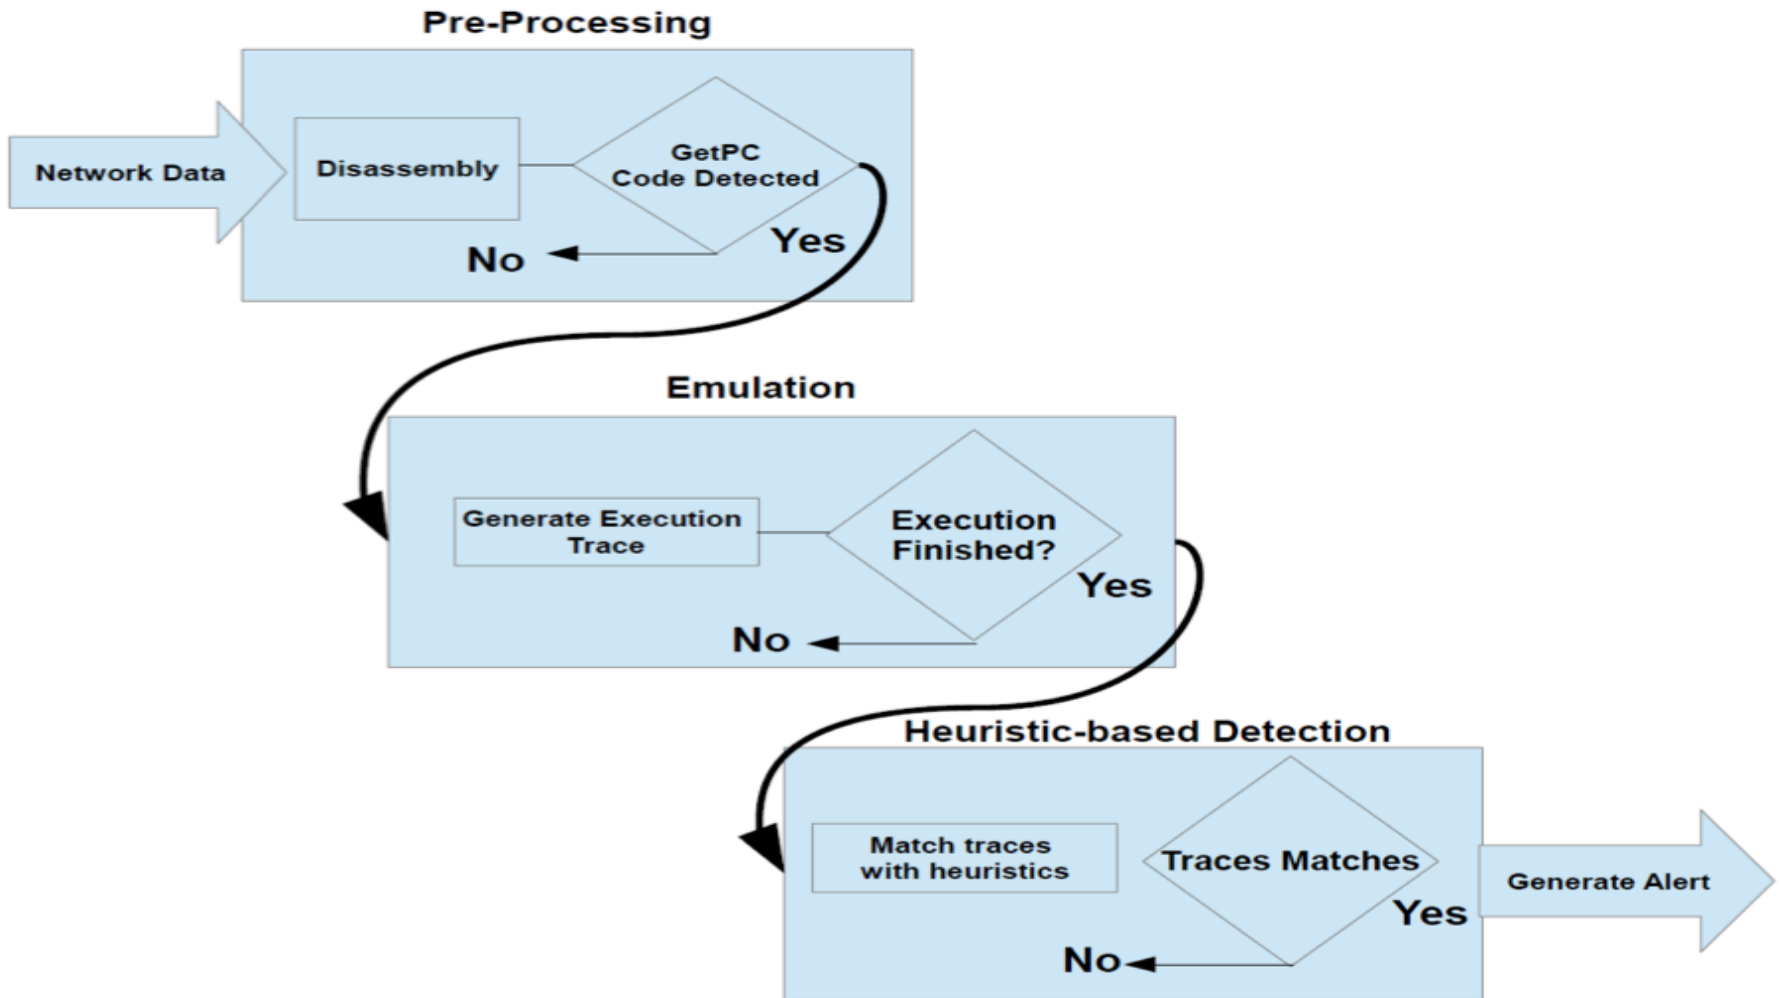 Pre-Processing
Network Data
Disassembly
GetPC
Code Detected
Yes
No
Emulation
Generate Execution
Trace
Execution
Finished?
Yes
No
Heuristic-based Detection
Match traces
with heuristics
Traces Matches
Yes
No
Generate Alert